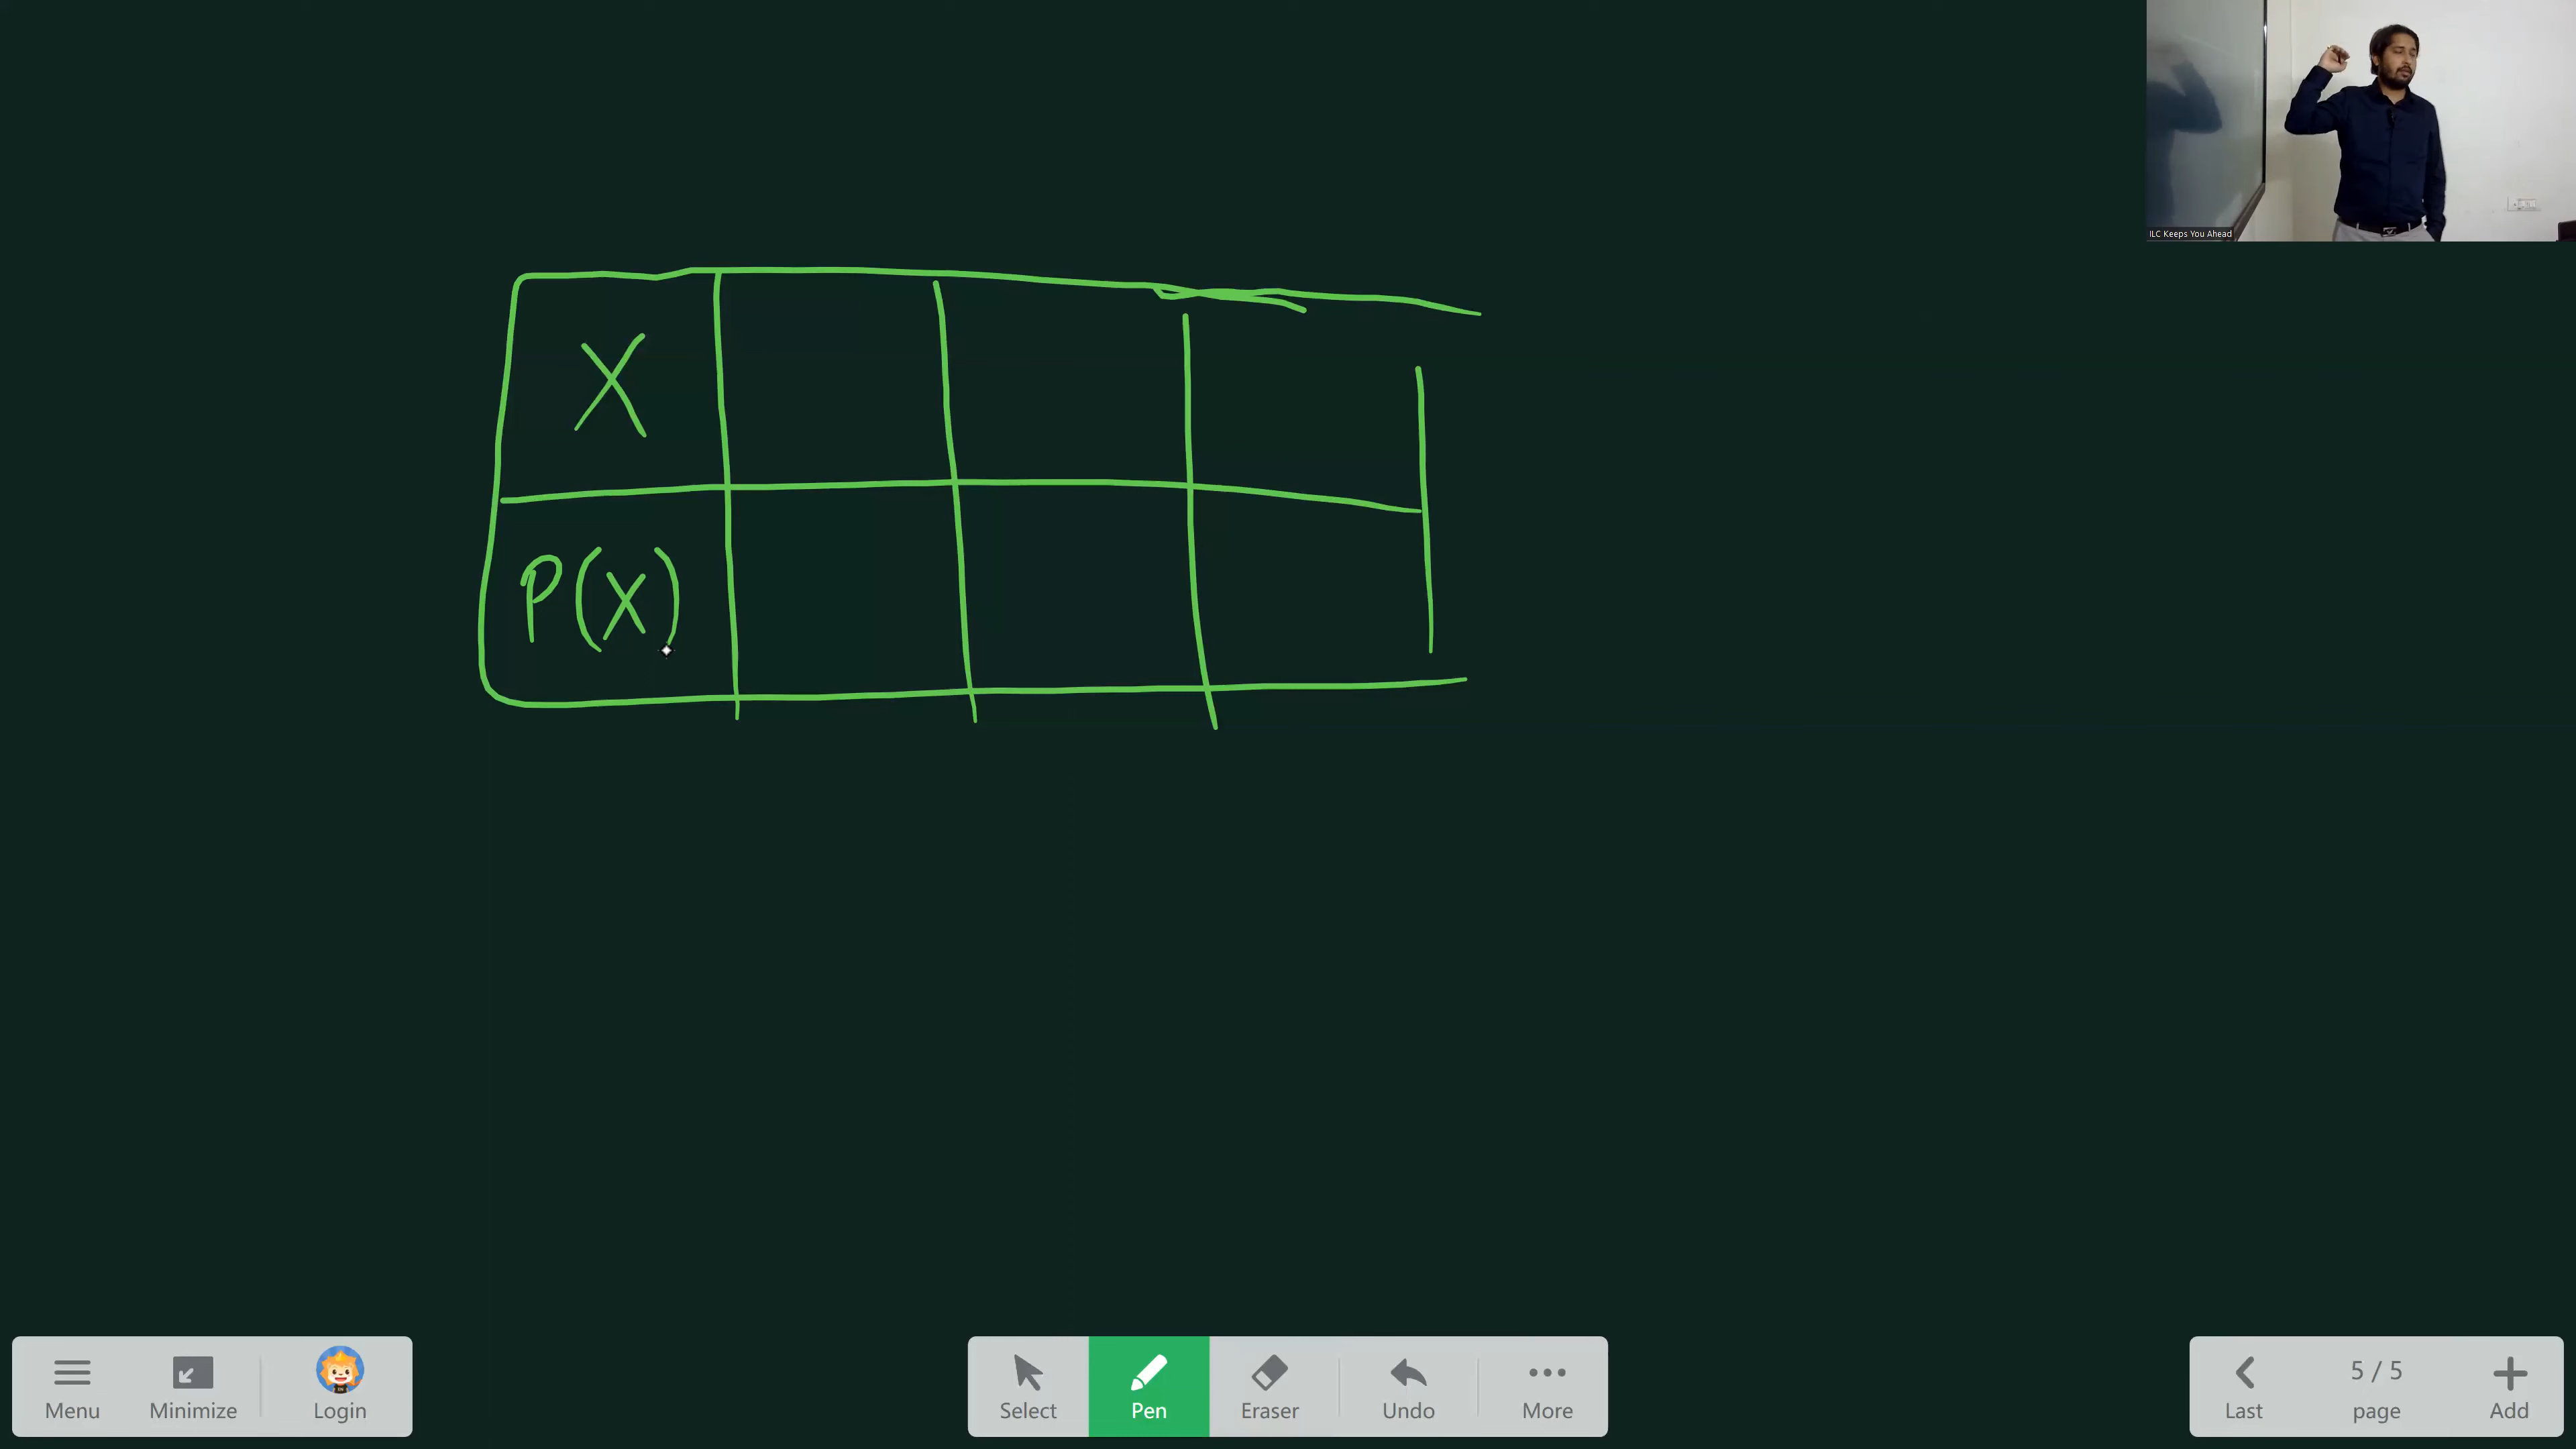 ILC Keeps You Ahead
X
P(X)
Menu
Minimize
Login
Select
Pen
Eraser
Undo
More
Last
5 / 5
page
Add